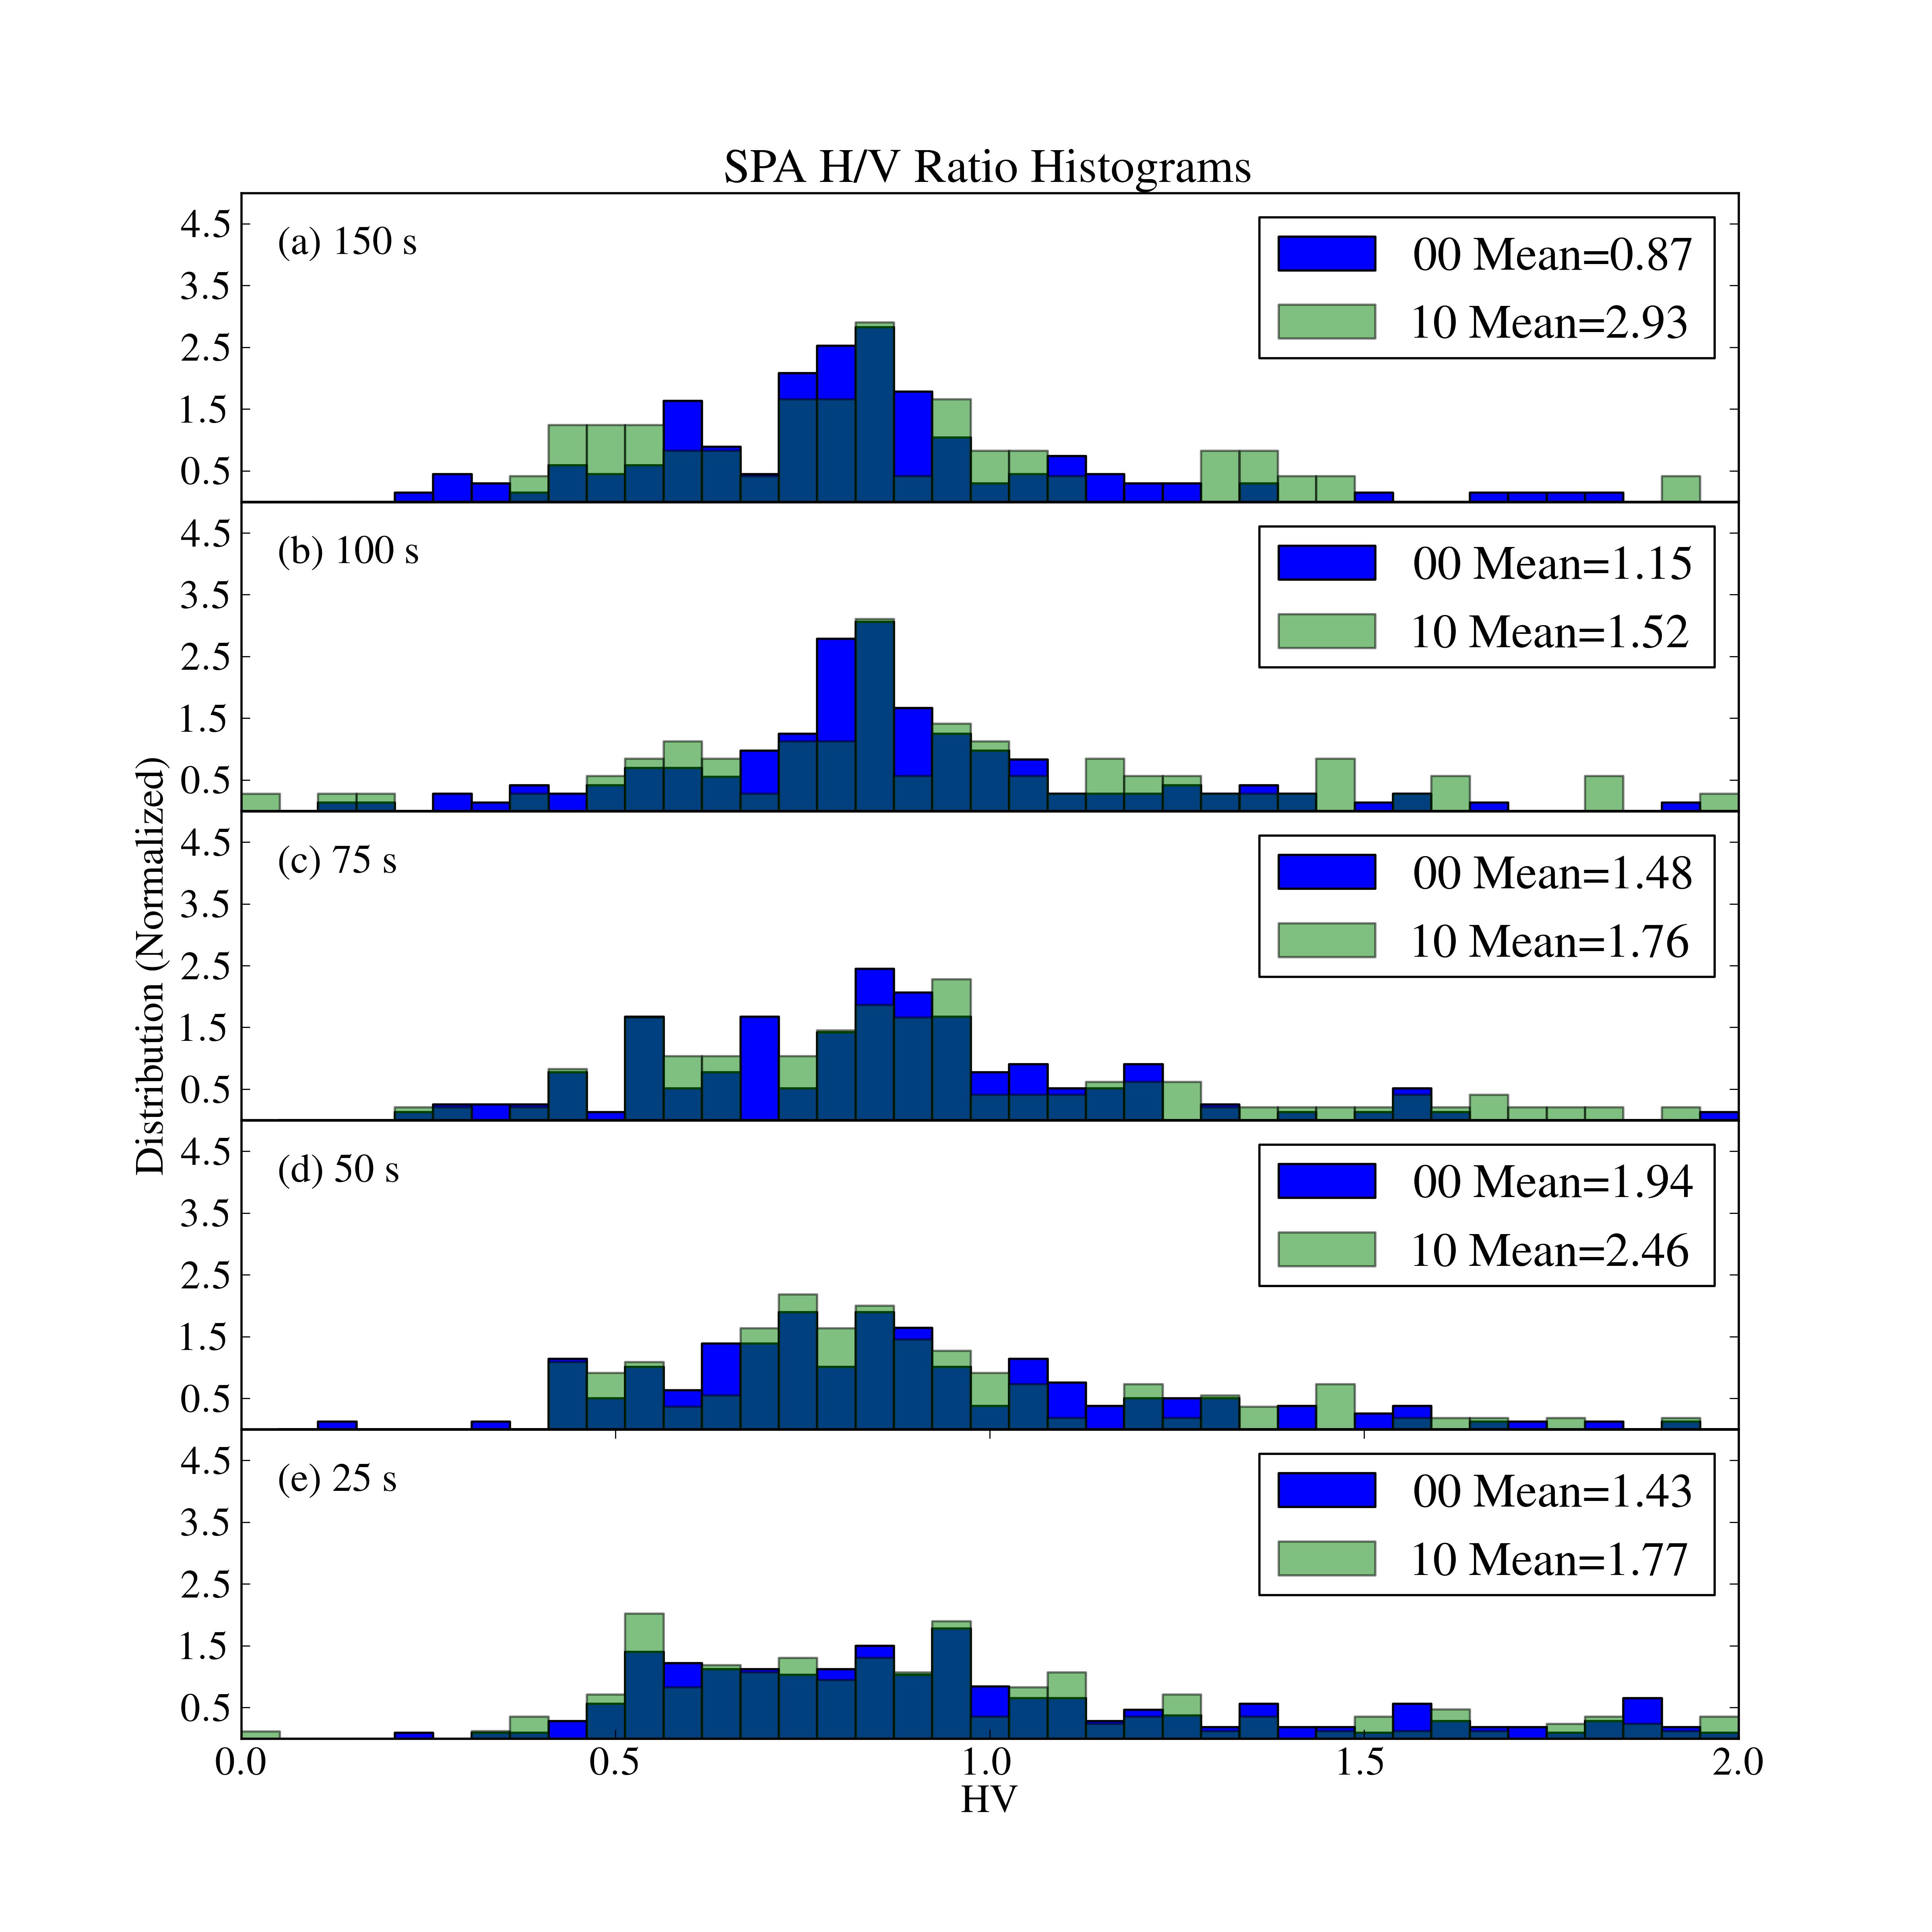 SPA H/V Ratio Histograms
Distribution (Normalized)
(a) 150 s
4.5
3.5
2.5
1.5
0.5
00 Mean=0.87
10 Mean=2.93
(b) 100 s
4.5
3.5
2.5
1.5
0.5
00 Mean=1.15
10 Mean=1.52
(c) 75 s
4.5
3.5
2.5
1.5
0.5
00 Mean=1.48
10 Mean=1.76
(d) 50 s
4.5
3.5
2.5
1.5
0.5
00 Mean=1.94
10 Mean=2.46
(e) 25 s
4.5
3.5
2.5
1.5
0.5
00 Mean=1.43
10 Mean=1.77
0.0 0.5 1.0 1.5 2.0
HV